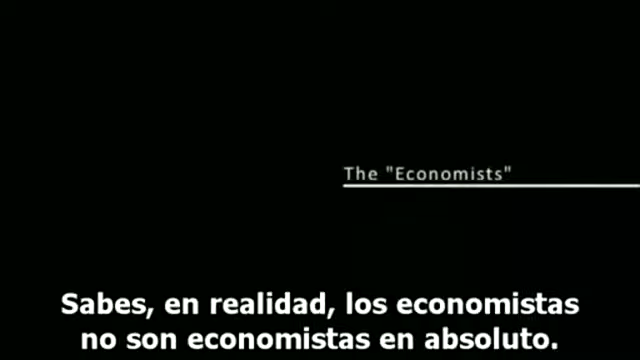 The "Economists"
Sabes, en realidad, los economistas
no son economistas en absoluto.